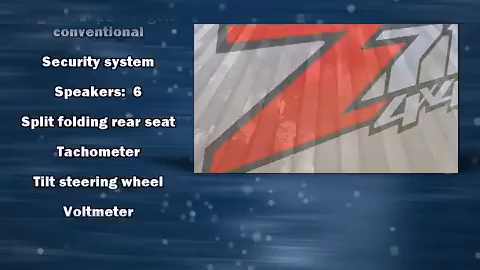 conventional
Security system
Speakers: 6
Split folding rear seat
Tachometer
Tilt steering wheel
Voltmeter
Z71
4x4